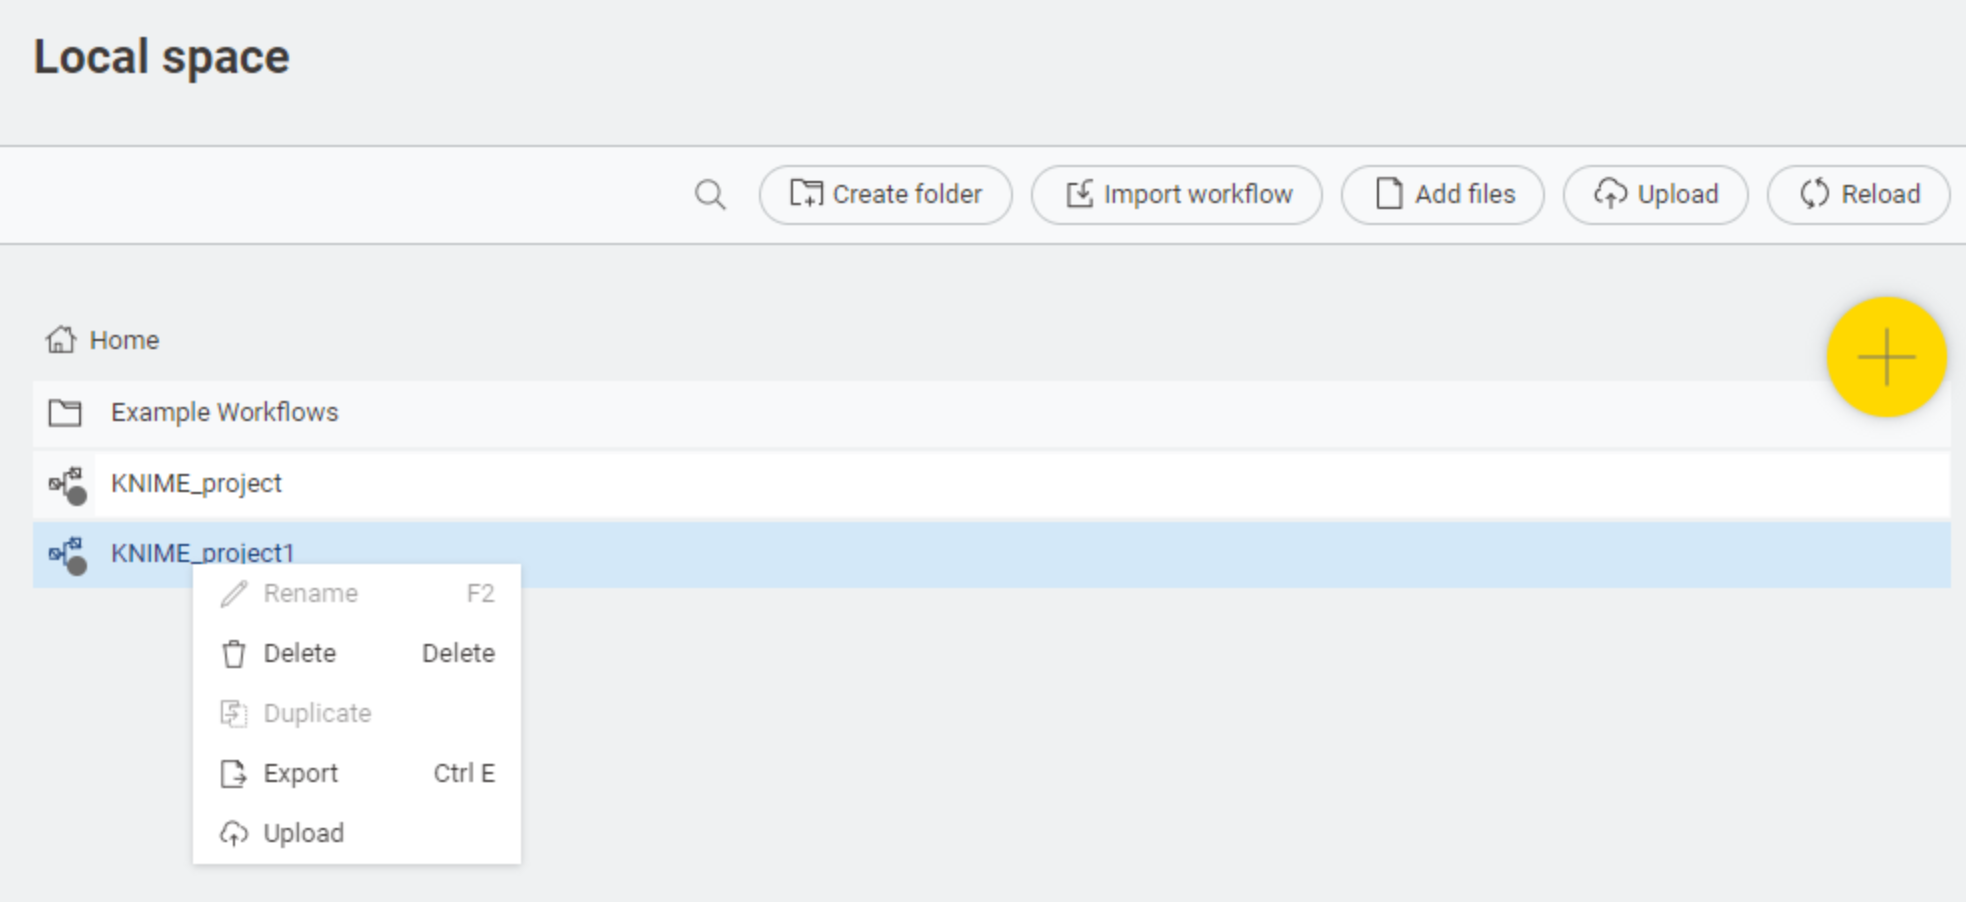 Local space
Create folder Import workflow Add files Upload Reload
Home
Example Workflows
KNIME_project
KNIME_project1
Rename F2
Delete Delete
Duplicate
Export Ctrl E
Upload